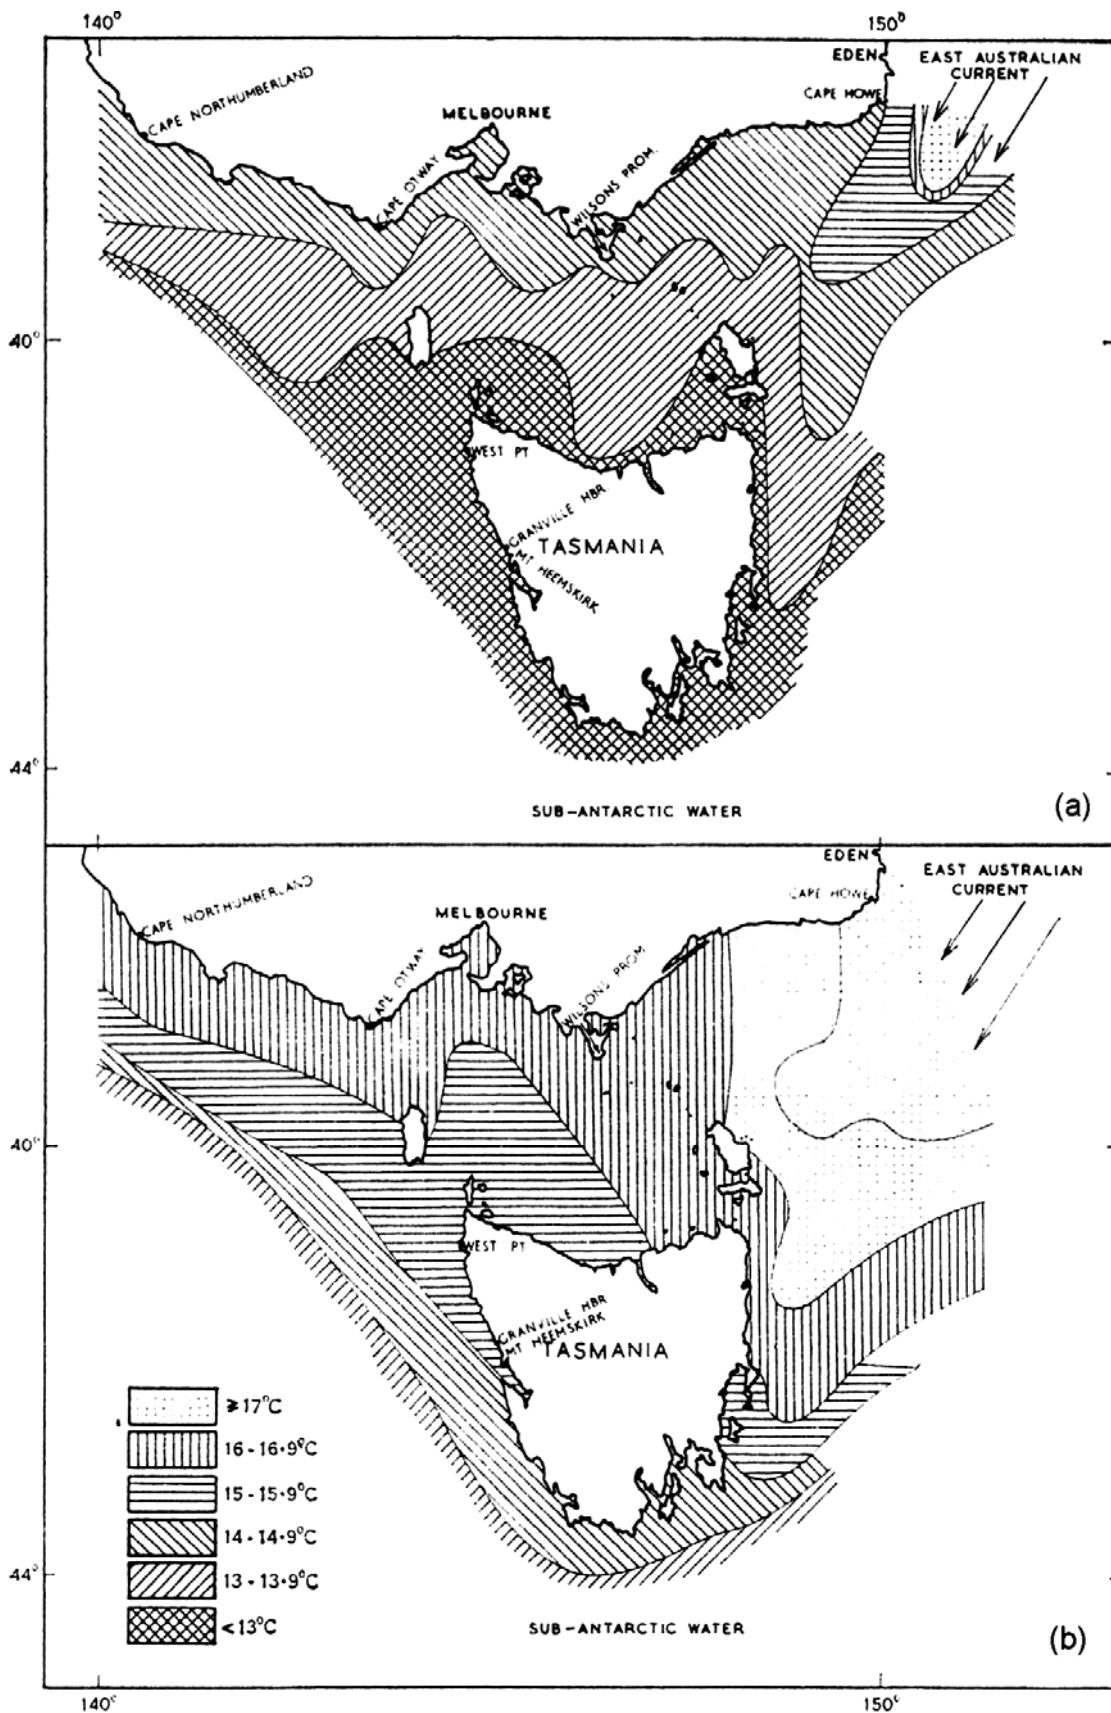 140°
150°
EDEN
EAST AUSTRALIAN
CURRENT
CAPE HOWE
CAPE NORTHUMBERLAND
MELBOURNE
CAPE OTWAY
WILSONS PROM.
40°
WEST PT
GRANVILLE HBR.
TASMANIA
MT HEEMSKIRK
44°
SUB-ANTARCTIC WATER
(a)
EDEN
EAST AUSTRALIAN
CURRENT
CAPE HOWE
CAPE NORTHUMBERLAND
MELBOURNE
CAPE OTWAY
WILSONS PROM
40°
WEST PT
GRANVILLE HBR
MT HEEMSKIRK
TASMANIA
≥17°C
16-16·9°C
15-15·9°C
14-14·9°C
13-13·9°C
<13°C
44°
SUB-ANTARCTIC WATER
(b)
140°
150°